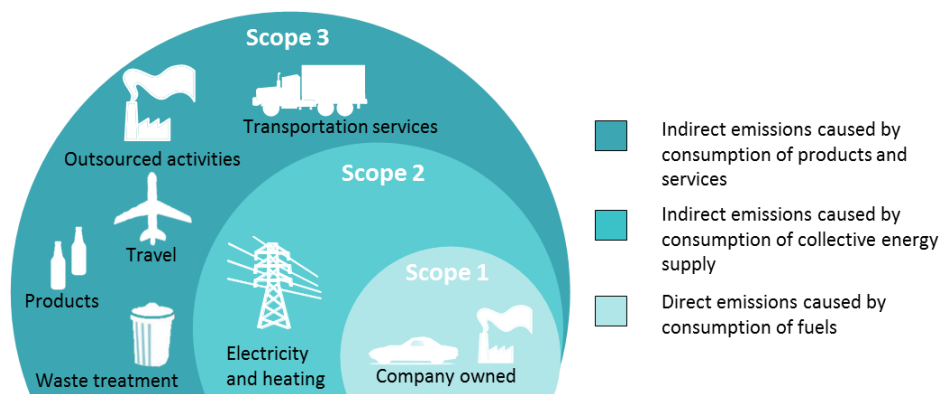 Scope 3
Transportation services
Outsourced activities
Scope 2
Travel
Scope 1
Products
Electricity
and heating
Company owned
Waste treatment
Indirect emissions caused by
consumption of products and
services
Indirect emissions caused by
consumption of collective energy
supply
Direct emissions caused by
consumption of fuels